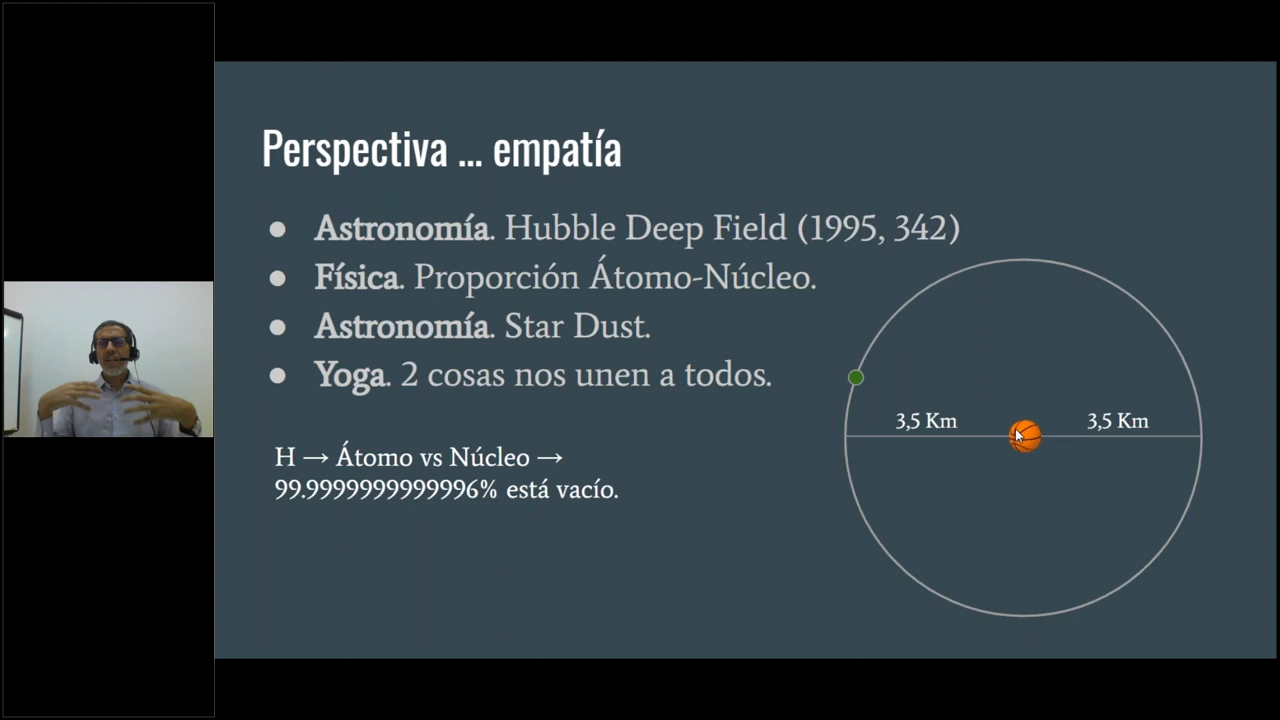 Perspectiva ... empatía
● Astronomía. Hubble Deep Field (1995, 342)
● Física. Proporción Átomo-Núcleo.
● Astronomía. Star Dust.
● Yoga. 2 cosas nos unen a todos.
H → Átomo vs Núcleo →
99.9999999999996% está vacío.
3,5 Km
3,5 Km